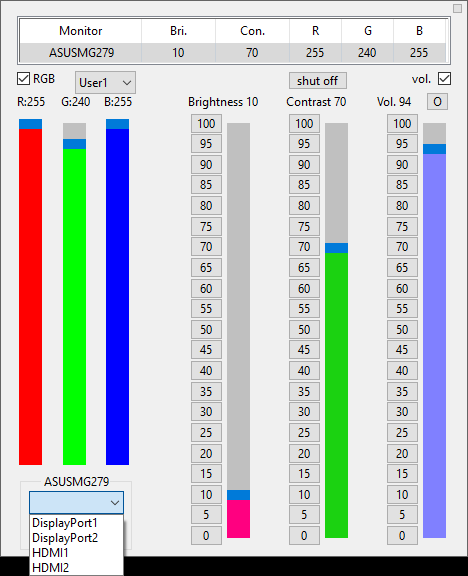 Monitor Bri. Con. R G B
ASUSMG279 10 70 255 240 255
RGB User1 shut off vol.
R:255 G:240 B:255 Brightness 10 Contrast 70 Vol. 94 O
100 100 100
95 95 95
90 90 90
85 85 85
80 80 80
75 75 75
70 70 70
65 65 65
60 60 60
55 55 55
50 50 50
45 45 45
40 40 40
35 35 35
30 30 30
25 25 25
20 20 20
15 15 15
10 10 10
5 5 5
0 0 0
ASUSMG279
DisplayPort1
DisplayPort2
HDMI1
HDMI2